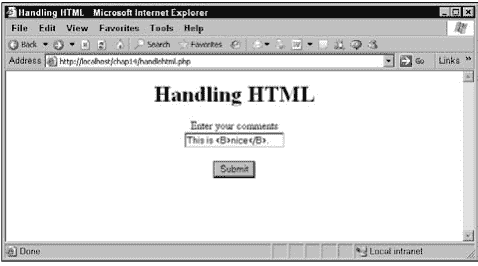 Handling HTML - Microsoft Internet Explorer
File Edit View Favorites Tools Help
Back Search Favorites
Address http://localhost/chap14/handlehtml.php Go Links »
Handling HTML
Enter your comments
This is <B>nice</B>.
Submit
Done Local intranet